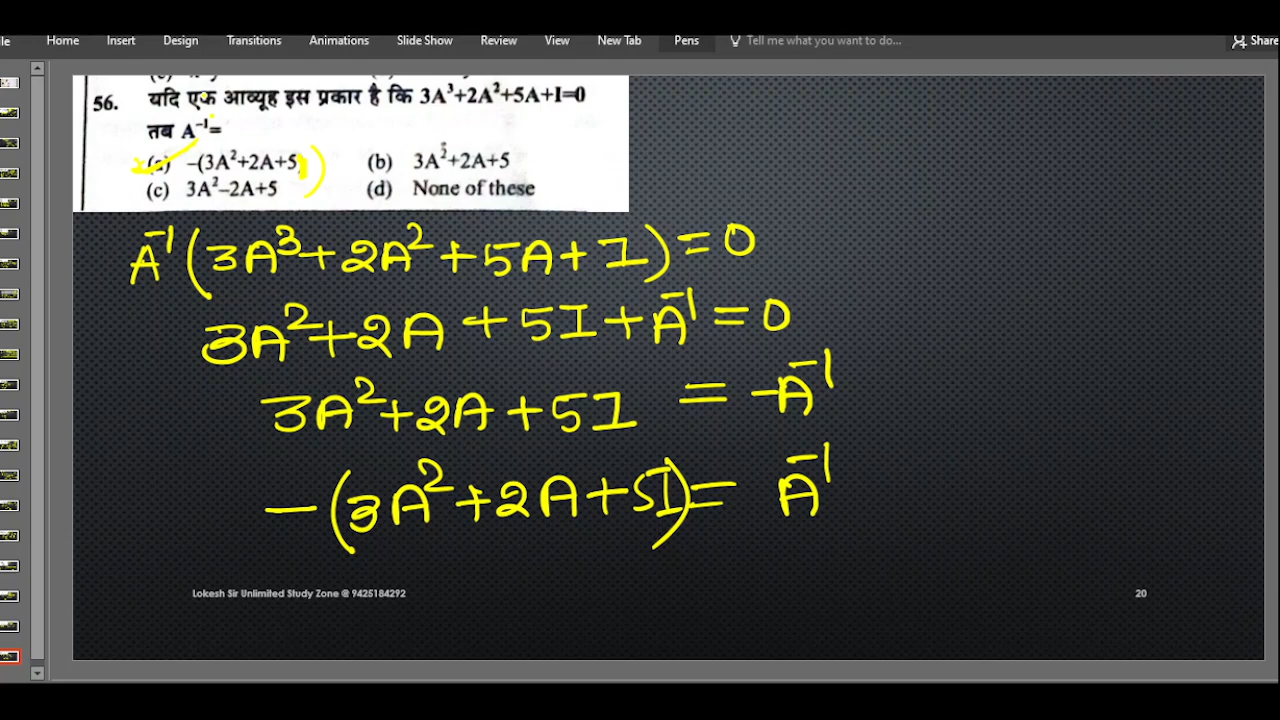 File Home Insert Design Transitions Animations Slide Show Review View New Tab Pens Tell me what you want to do... Share
56. यदि एक आव्यूह इस प्रकार है कि 3A³+2A²+5A+I=0
तब A⁻¹=
(a) –(3A²+2A+5I) (b) 3A²+2A+5
(c) 3A²–2A+5 (d) None of these
A⁻¹(3A³+2A²+5A+I)=0
3A²+2A+5I+A⁻¹=0
3A²+2A+5I = -A⁻¹
-(3A²+2A+5I)= A⁻¹
Lokesh Sir Unlimited Study Zone @ 9425184292 20